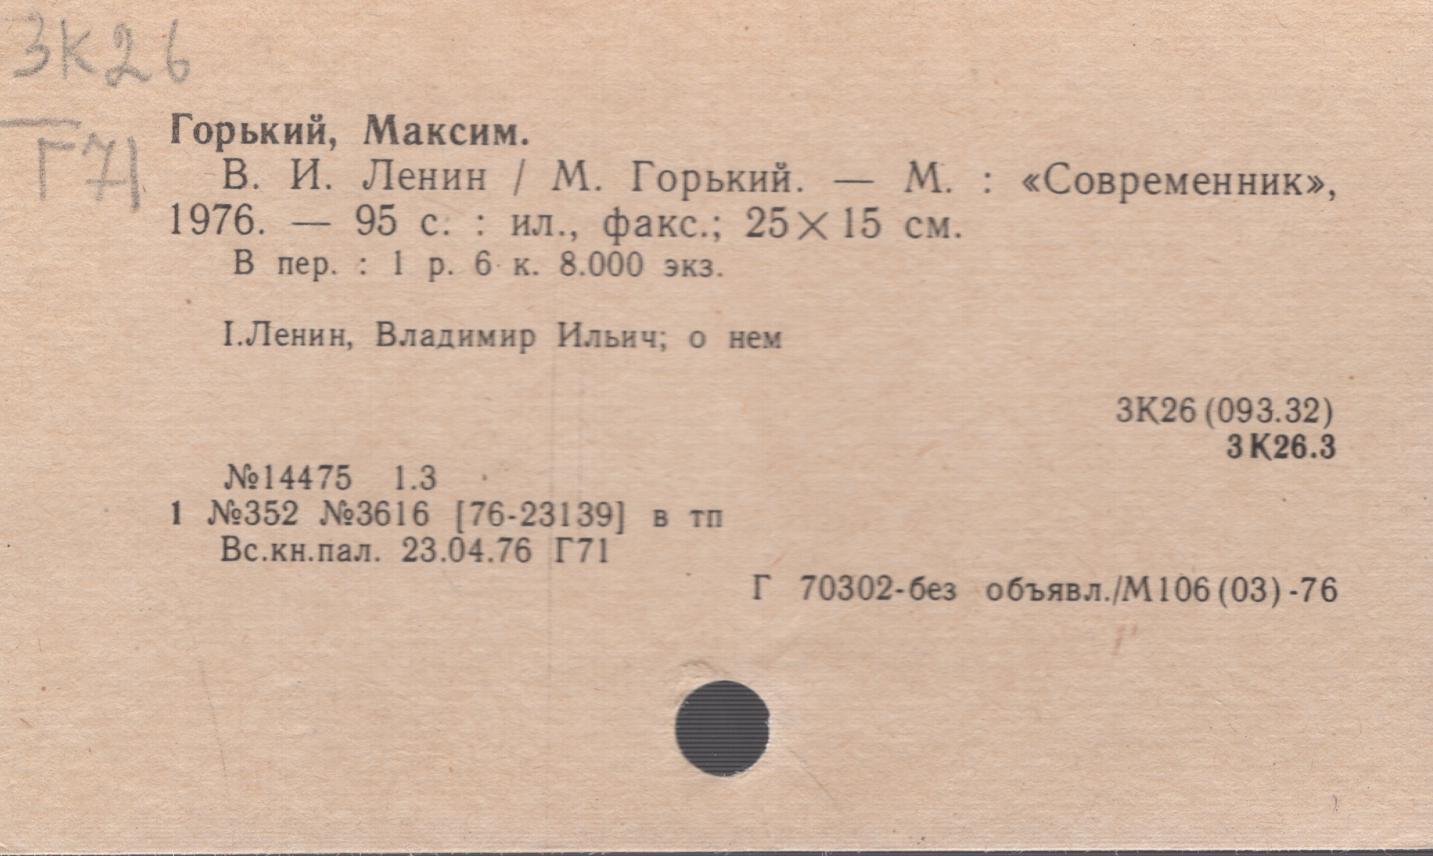 3К26
Г71
Горький, Максим.
В. И. Ленин / М. Горький. — М. : «Современник»,
1976. — 95 с. : ил., факс.; 25×15 см.
В пер. : 1 р. 6 к. 8.000 экз.
I.Ленин, Владимир Ильич; о нем
3К26(093.32)
3К26.3
№14475 1.3
1 №352 №3616 [76-23139] в тп
Вс.кн.пал. 23.04.76 Г71
Г 70302-без объявл./М106(03)-76